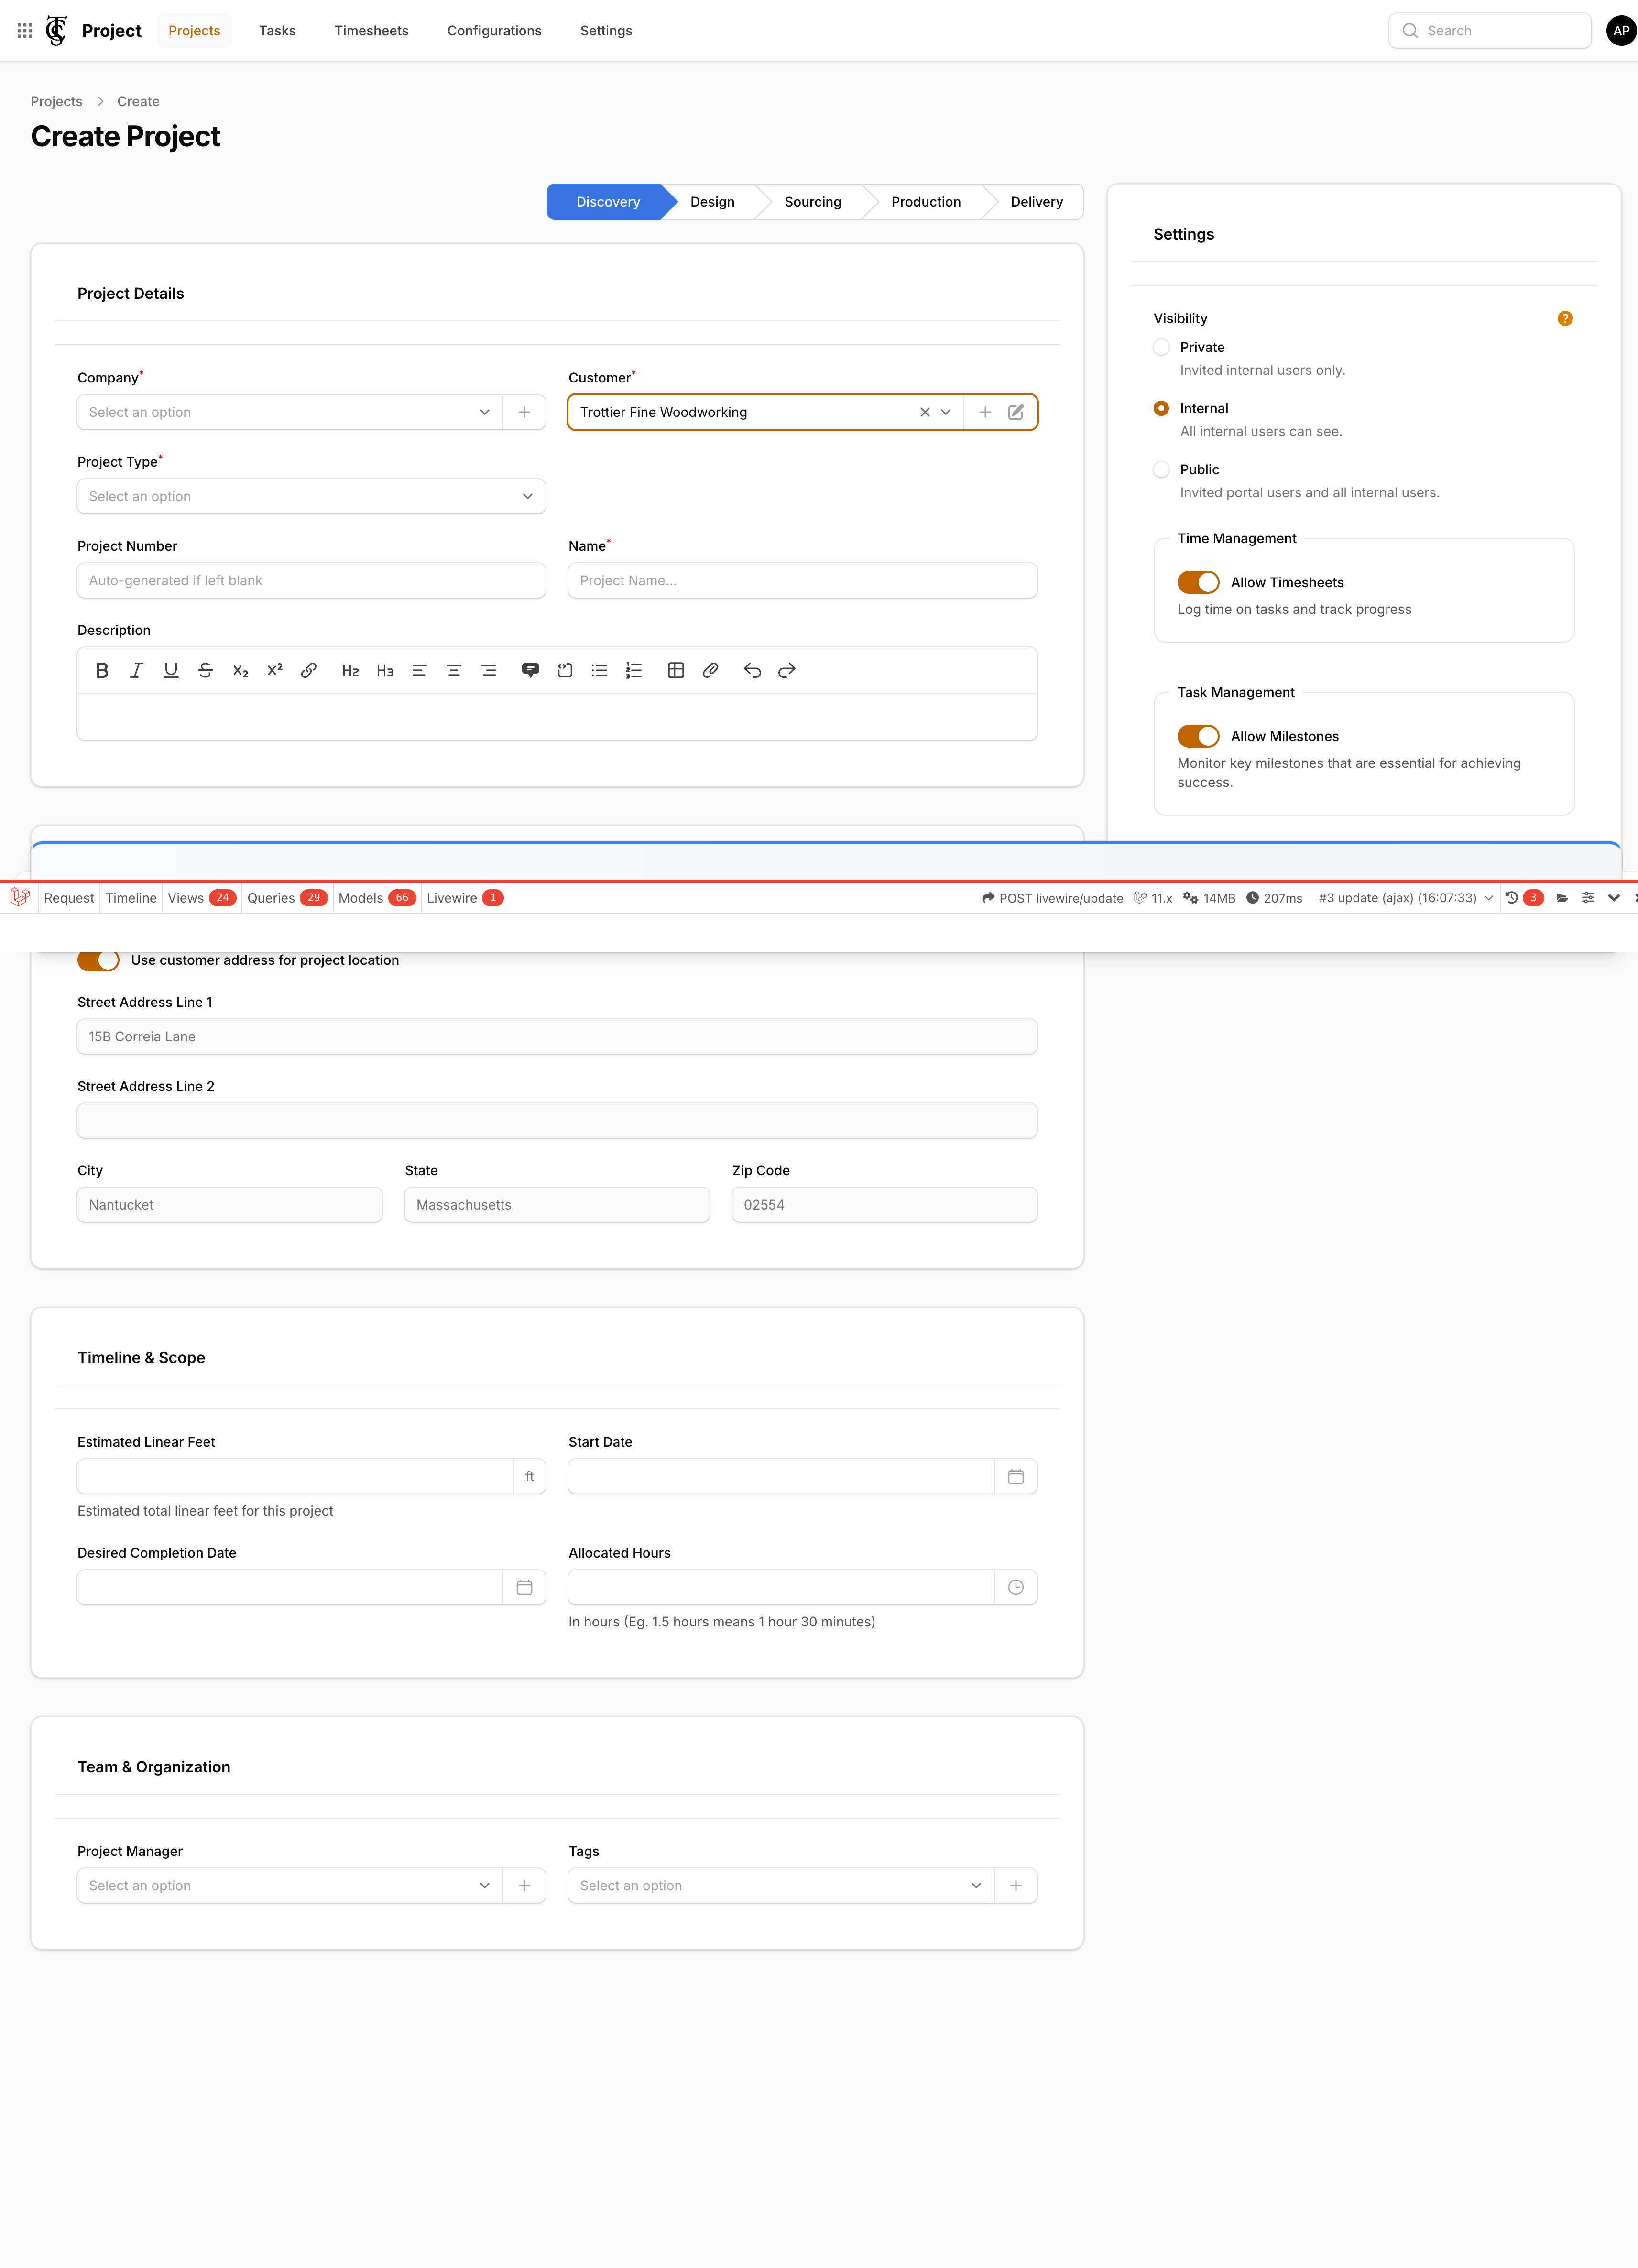 Project Projects Tasks Timesheets Configurations Settings Search AP
Projects > Create
Create Project
Discovery Design Sourcing Production Delivery
Project Details
Company* Customer*
Select an option Trottier Fine Woodworking
Project Type*
Select an option
Project Number Name*
Auto-generated if left blank Project Name...
Description
B I U S X₂ X² H2 H3
Settings
Visibility ?
Private
Invited internal users only.
Internal
All internal users can see.
Public
Invited portal users and all internal users.
Time Management
Allow Timesheets
Log time on tasks and track progress
Task Management
Allow Milestones
Monitor key milestones that are essential for achieving
success.
Request Timeline Views 24 Queries 29 Models 66 Livewire 1 POST livewire/update 11.x 14MB 207ms #3 update (ajax) (16:07:33) 3
Use customer address for project location
Street Address Line 1
15B Correia Lane
Street Address Line 2
City State Zip Code
Nantucket Massachusetts 02554
Timeline & Scope
Estimated Linear Feet Start Date
ft
Estimated total linear feet for this project
Desired Completion Date Allocated Hours
In hours (Eg. 1.5 hours means 1 hour 30 minutes)
Team & Organization
Project Manager Tags
Select an option Select an option